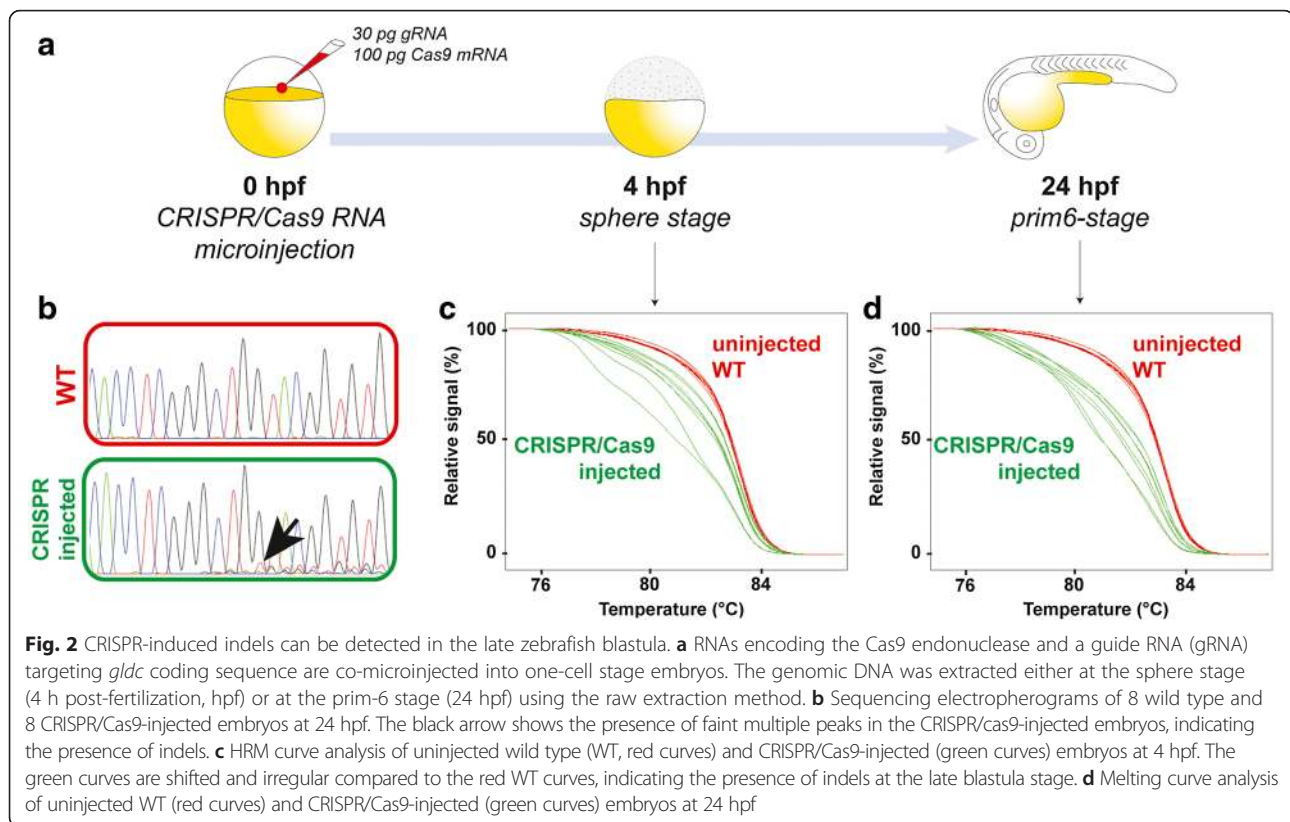 a
30 pg gRNA
100 pg Cas9 mRNA
0 hpf
CRISPR/Cas9 RNA
microinjection
4 hpf
sphere stage
24 hpf
prim6-stage
b
WT
CRISPR
injected
c
Relative signal (%)
100
50
0
uninjected
WT
CRISPR/Cas9
injected
76
80
84
Temperature (°C)
d
Relative signal (%)
100
50
0
uninjected
WT
CRISPR/Cas9
injected
76
80
84
Temperature (°C)
Fig. 2 CRISPR-induced indels can be detected in the late zebrafish blastula. a RNAs encoding the Cas9 endonuclease and a guide RNA (gRNA)
targeting gldc coding sequence are co-microinjected into one-cell stage embryos. The genomic DNA was extracted either at the sphere stage
(4 h post-fertilization, hpf) or at the prim-6 stage (24 hpf) using the raw extraction method. b Sequencing electropherograms of 8 wild type and
8 CRISPR/Cas9-injected embryos at 24 hpf. The black arrow shows the presence of faint multiple peaks in the CRISPR/cas9-injected embryos, indicating
the presence of indels. c HRM curve analysis of uninjected wild type (WT, red curves) and CRISPR/Cas9-injected (green curves) embryos at 4 hpf. The
green curves are shifted and irregular compared to the red WT curves, indicating the presence of indels at the late blastula stage. d Melting curve analysis
of uninjected WT (red curves) and CRISPR/Cas9-injected (green curves) embryos at 24 hpf